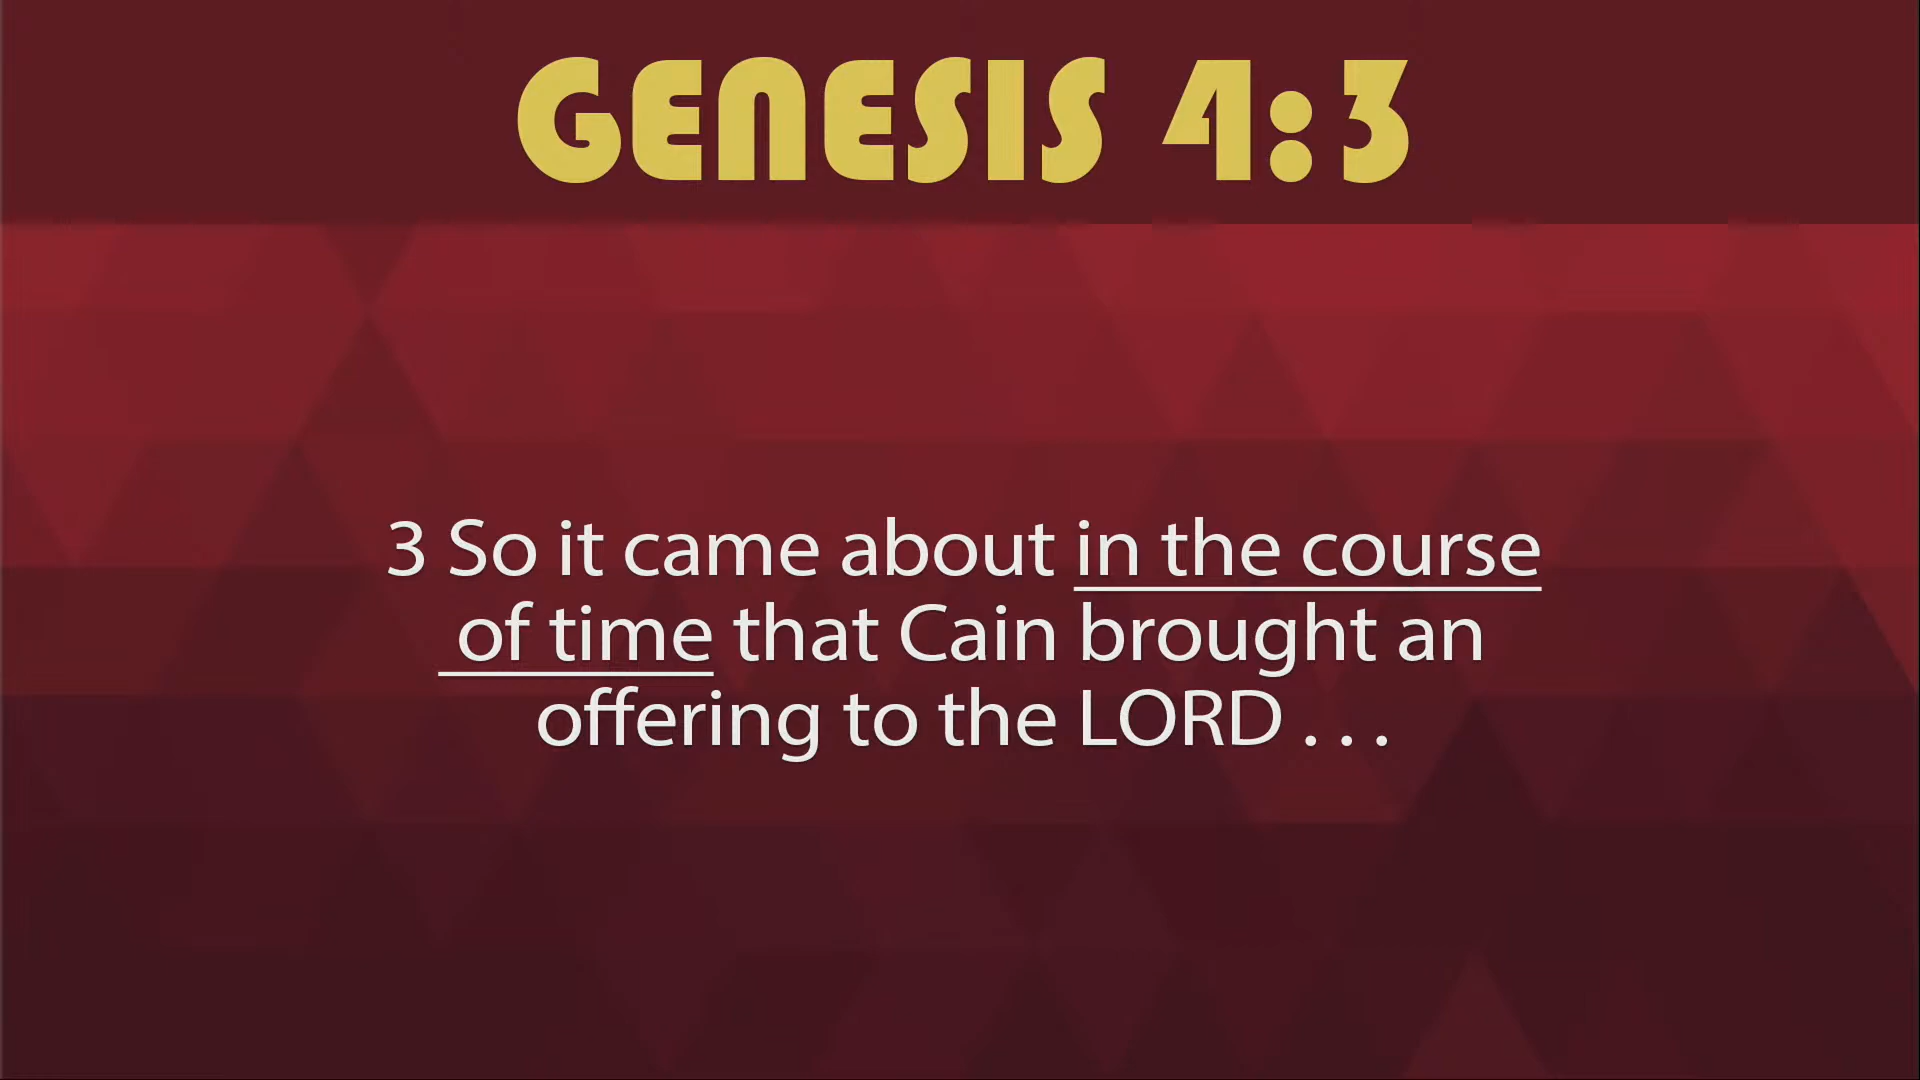 GENESIS 4:3
3 So it came about in the course
of time that Cain brought an
offering to the LORD . . .